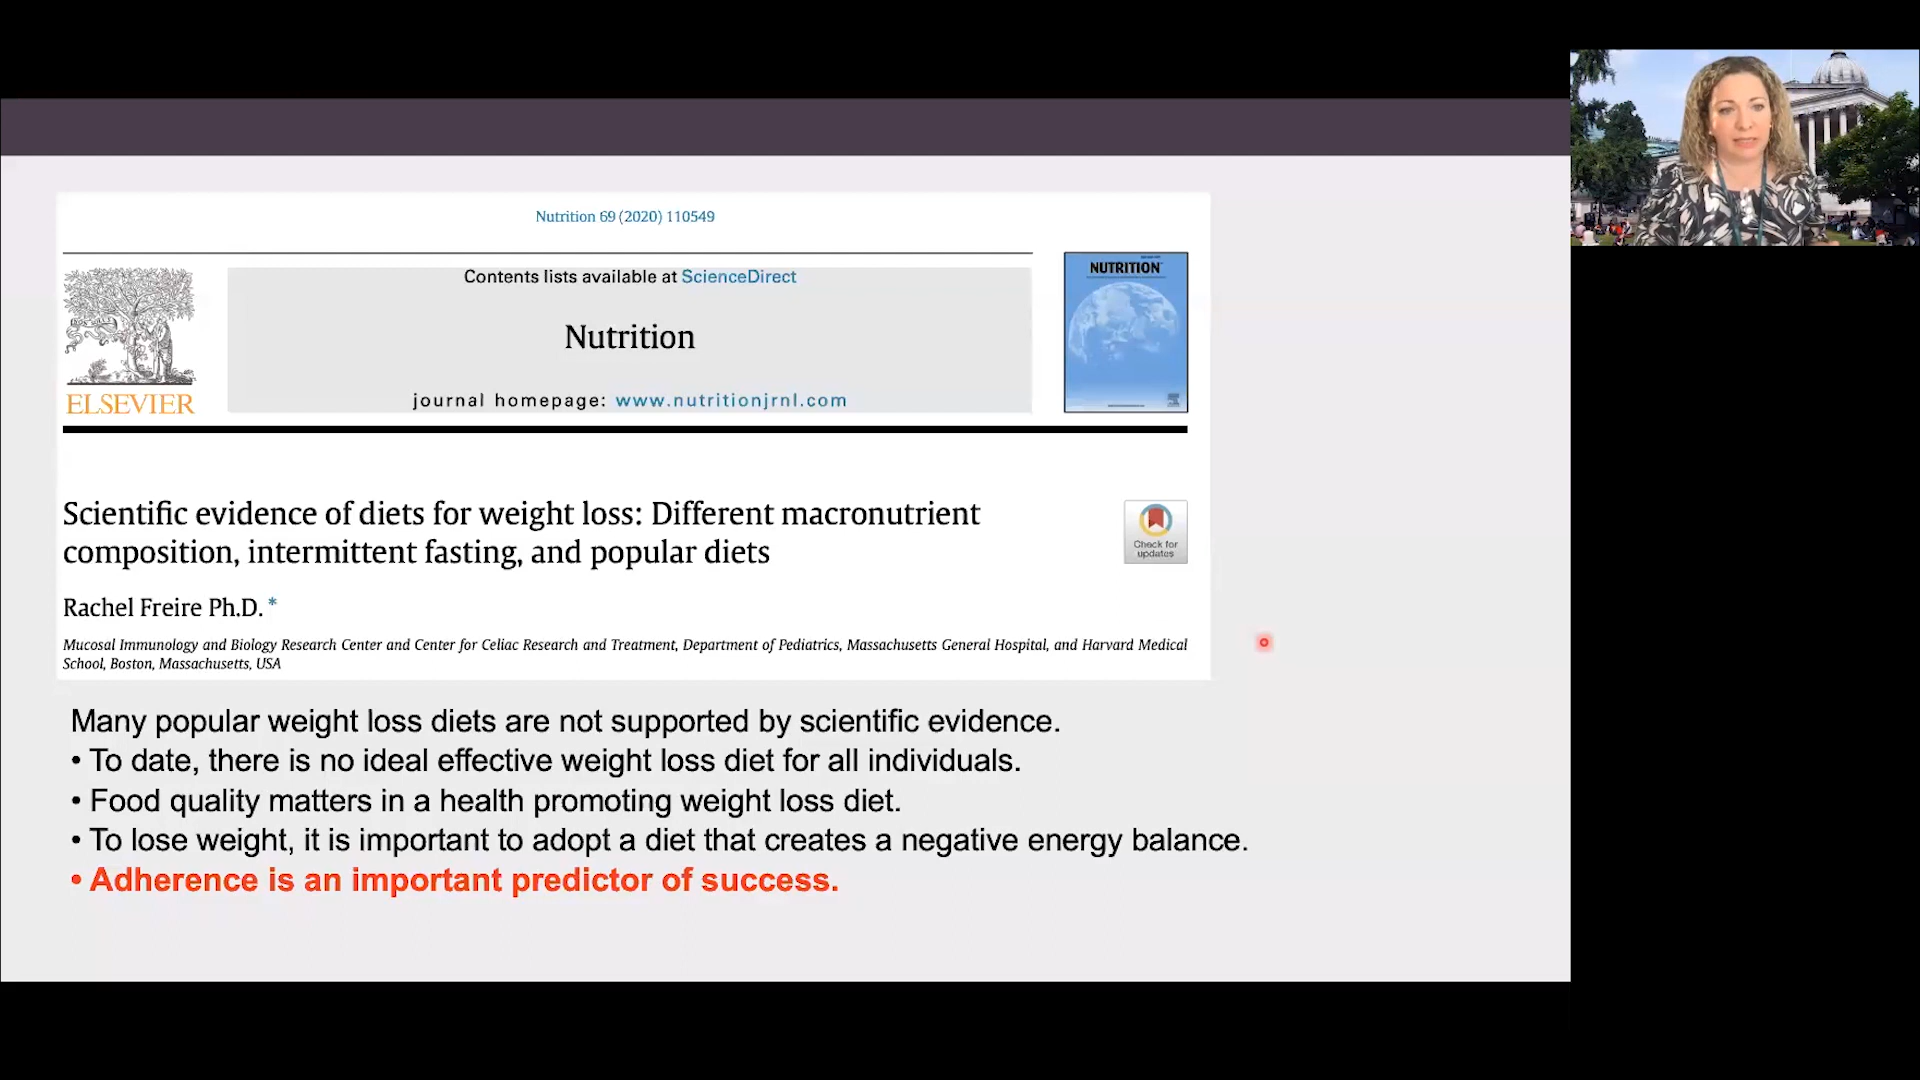 Nutrition 69 (2020) 110549
Contents lists available at ScienceDirect
Nutrition
journal homepage: www.nutritionjrnl.com
ELSEVIER
NUTRITION
Scientific evidence of diets for weight loss: Different macronutrient
composition, intermittent fasting, and popular diets
Check for
updates
Rachel Freire Ph.D. *
Mucosal Immunology and Biology Research Center and Center for Celiac Research and Treatment, Department of Pediatrics, Massachusetts General Hospital, and Harvard Medical
School, Boston, Massachusetts, USA
Many popular weight loss diets are not supported by scientific evidence.
• To date, there is no ideal effective weight loss diet for all individuals.
• Food quality matters in a health promoting weight loss diet.
• To lose weight, it is important to adopt a diet that creates a negative energy balance.
• Adherence is an important predictor of success.